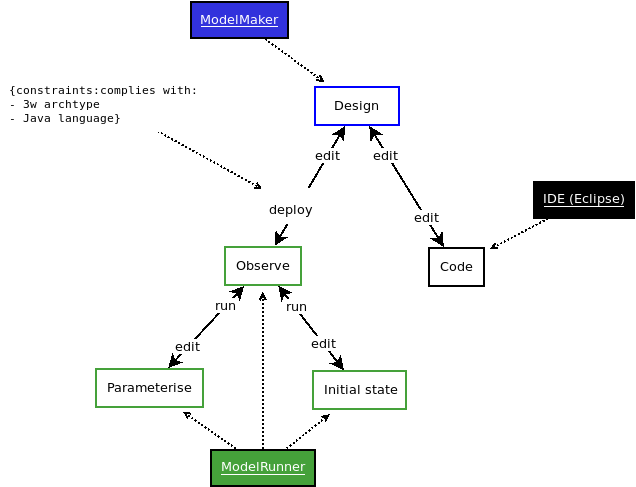 ModelMaker
{constraints:complies with:
- 3w archtype
- Java language}
Design
edit
edit
IDE (Eclipse)
deploy
edit
Observe
Code
run
run
edit
edit
Parameterise
Initial state
ModelRunner